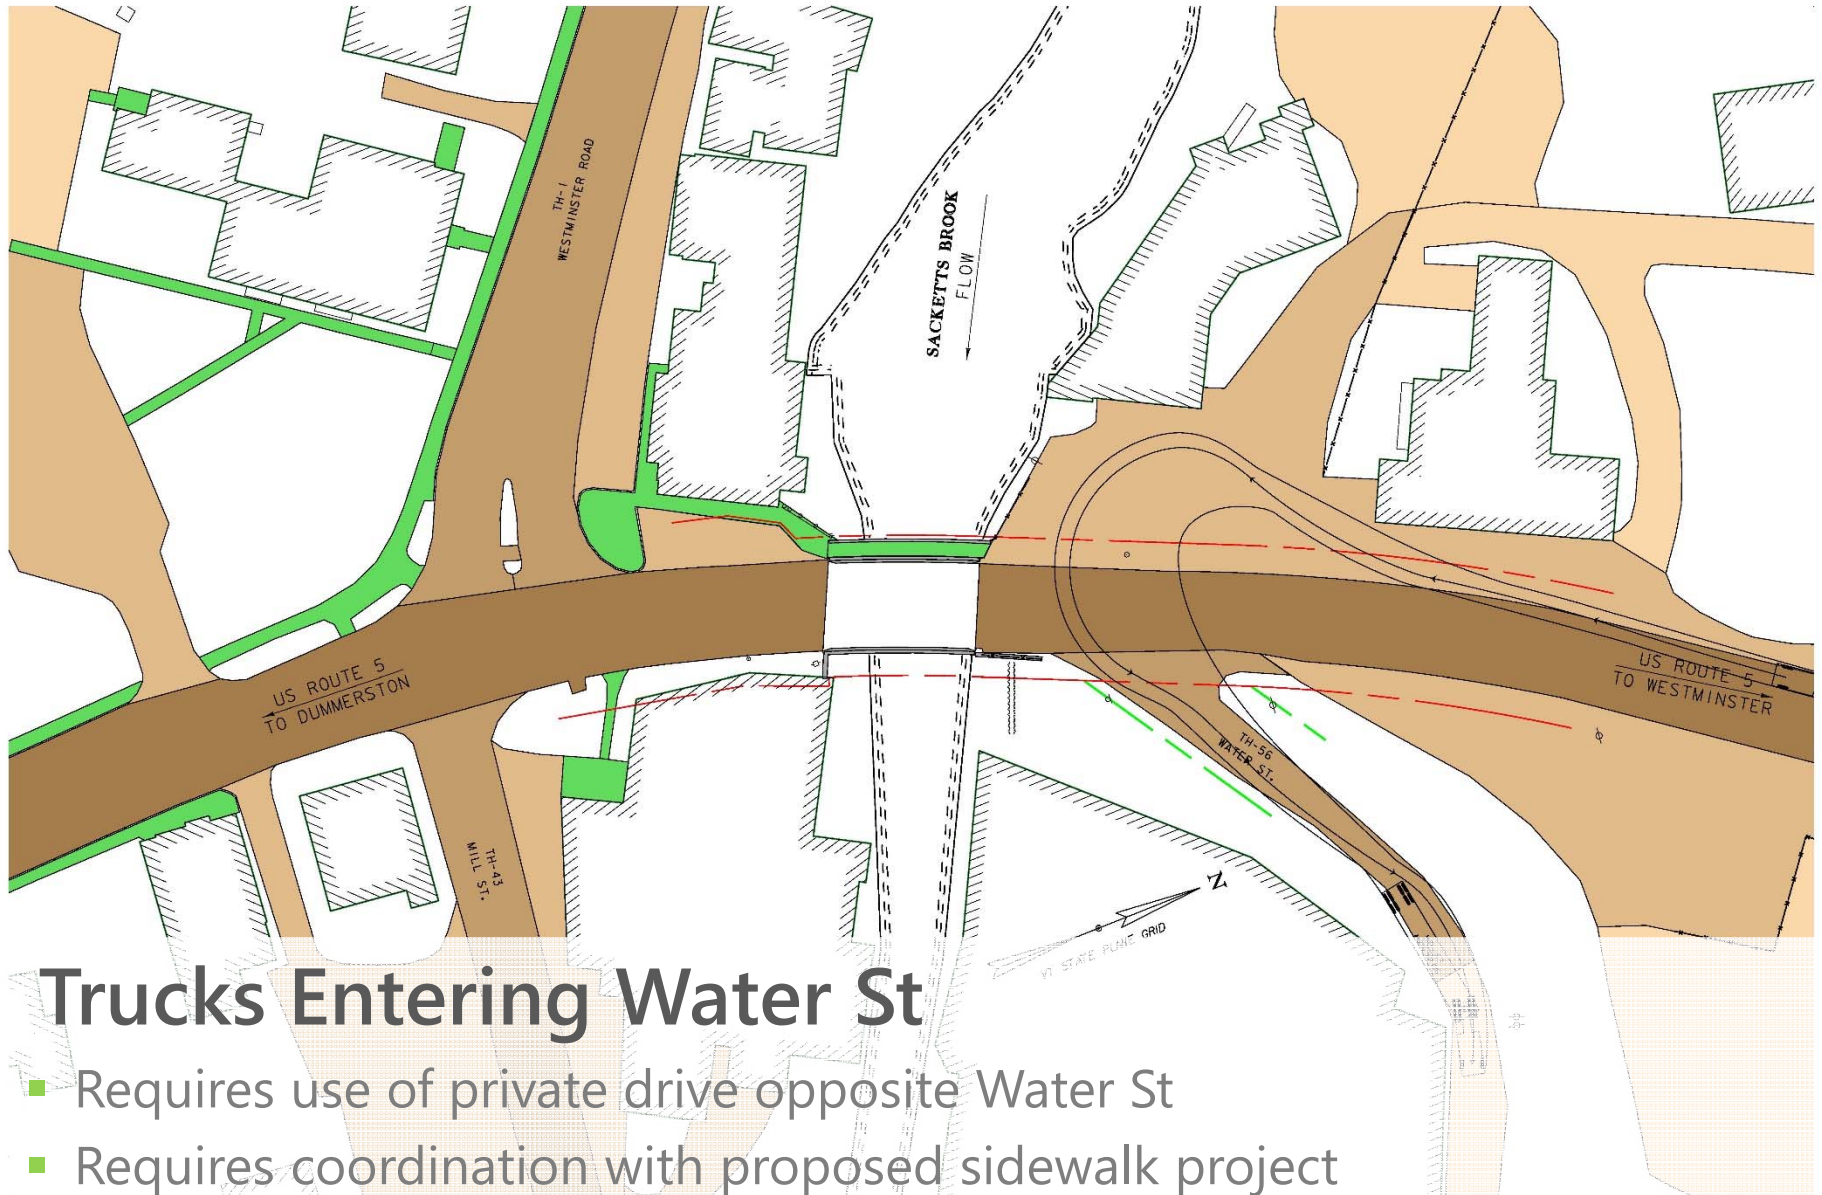 TH-1
WESTMINSTER ROAD
SACKETTS BROOK
FLOW
US ROUTE 5
TO DUMMERSTON
US ROUTE 5
TO WESTMINSTER
TH-56
WATER ST.
TH-43
MILL ST.
N
VT STATE PLANE GRID
Trucks Entering Water St
Requires use of private drive opposite Water St
Requires coordination with proposed sidewalk project